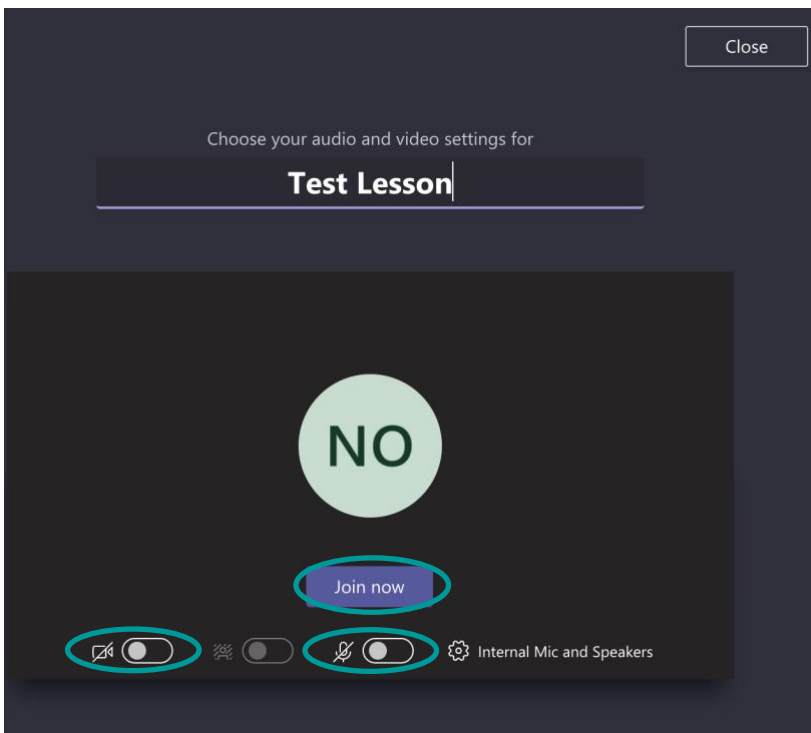 Close
Choose your audio and video settings for
Test Lesson
NO
Join now
Internal Mic and Speakers